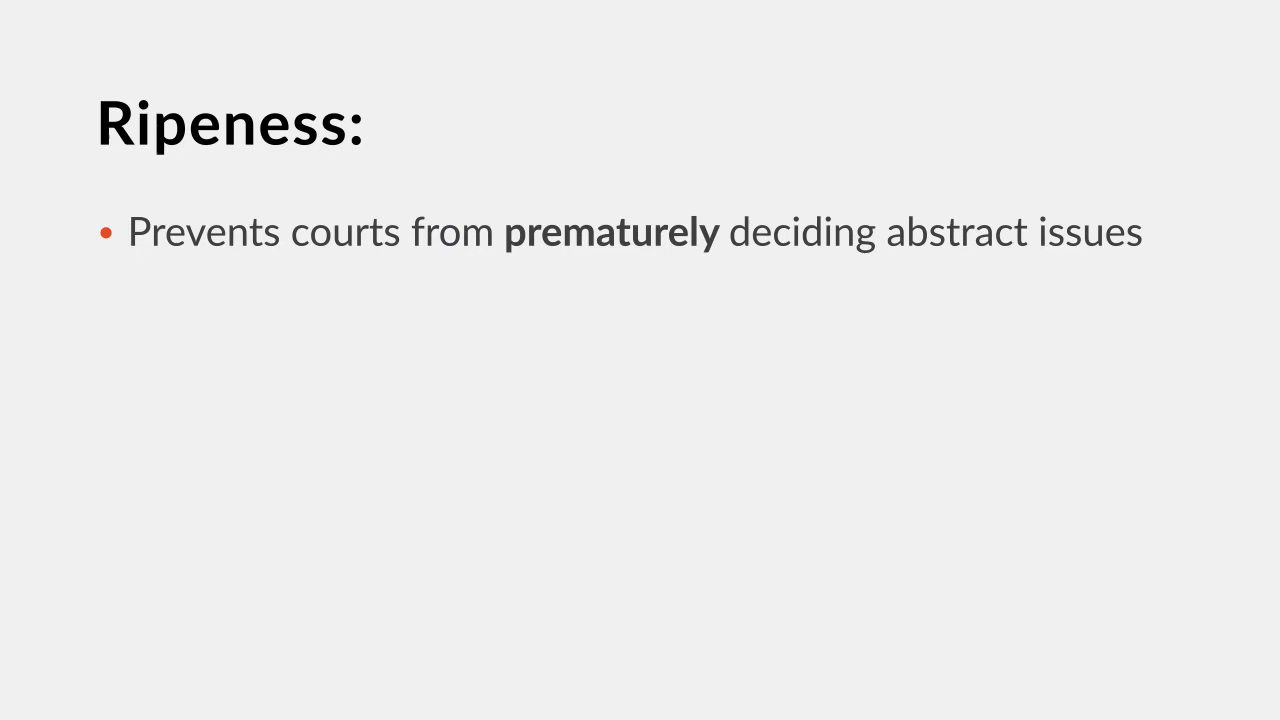 Ripeness:
• Prevents courts from prematurely deciding abstract issues